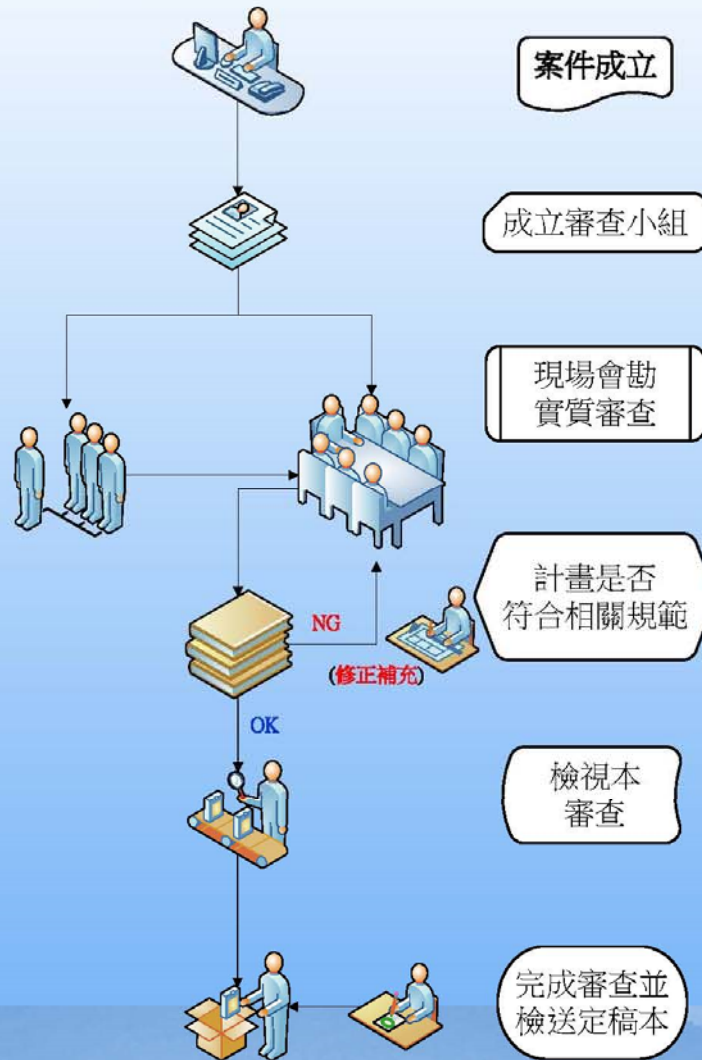 案件成立
成立審查小組
現場會勘
實質審查
計畫是否
符合相關規範
NG
(修正補充)
OK
檢視本
審查
完成審查並
檢送定稿本